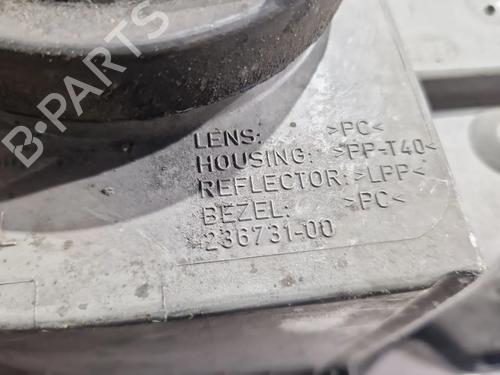 B-PARTS
LENS: >PC<
HOUSING: >PP-T40<
REFLECTOR: >LPP<
BEZEL: >PC<
236731-00